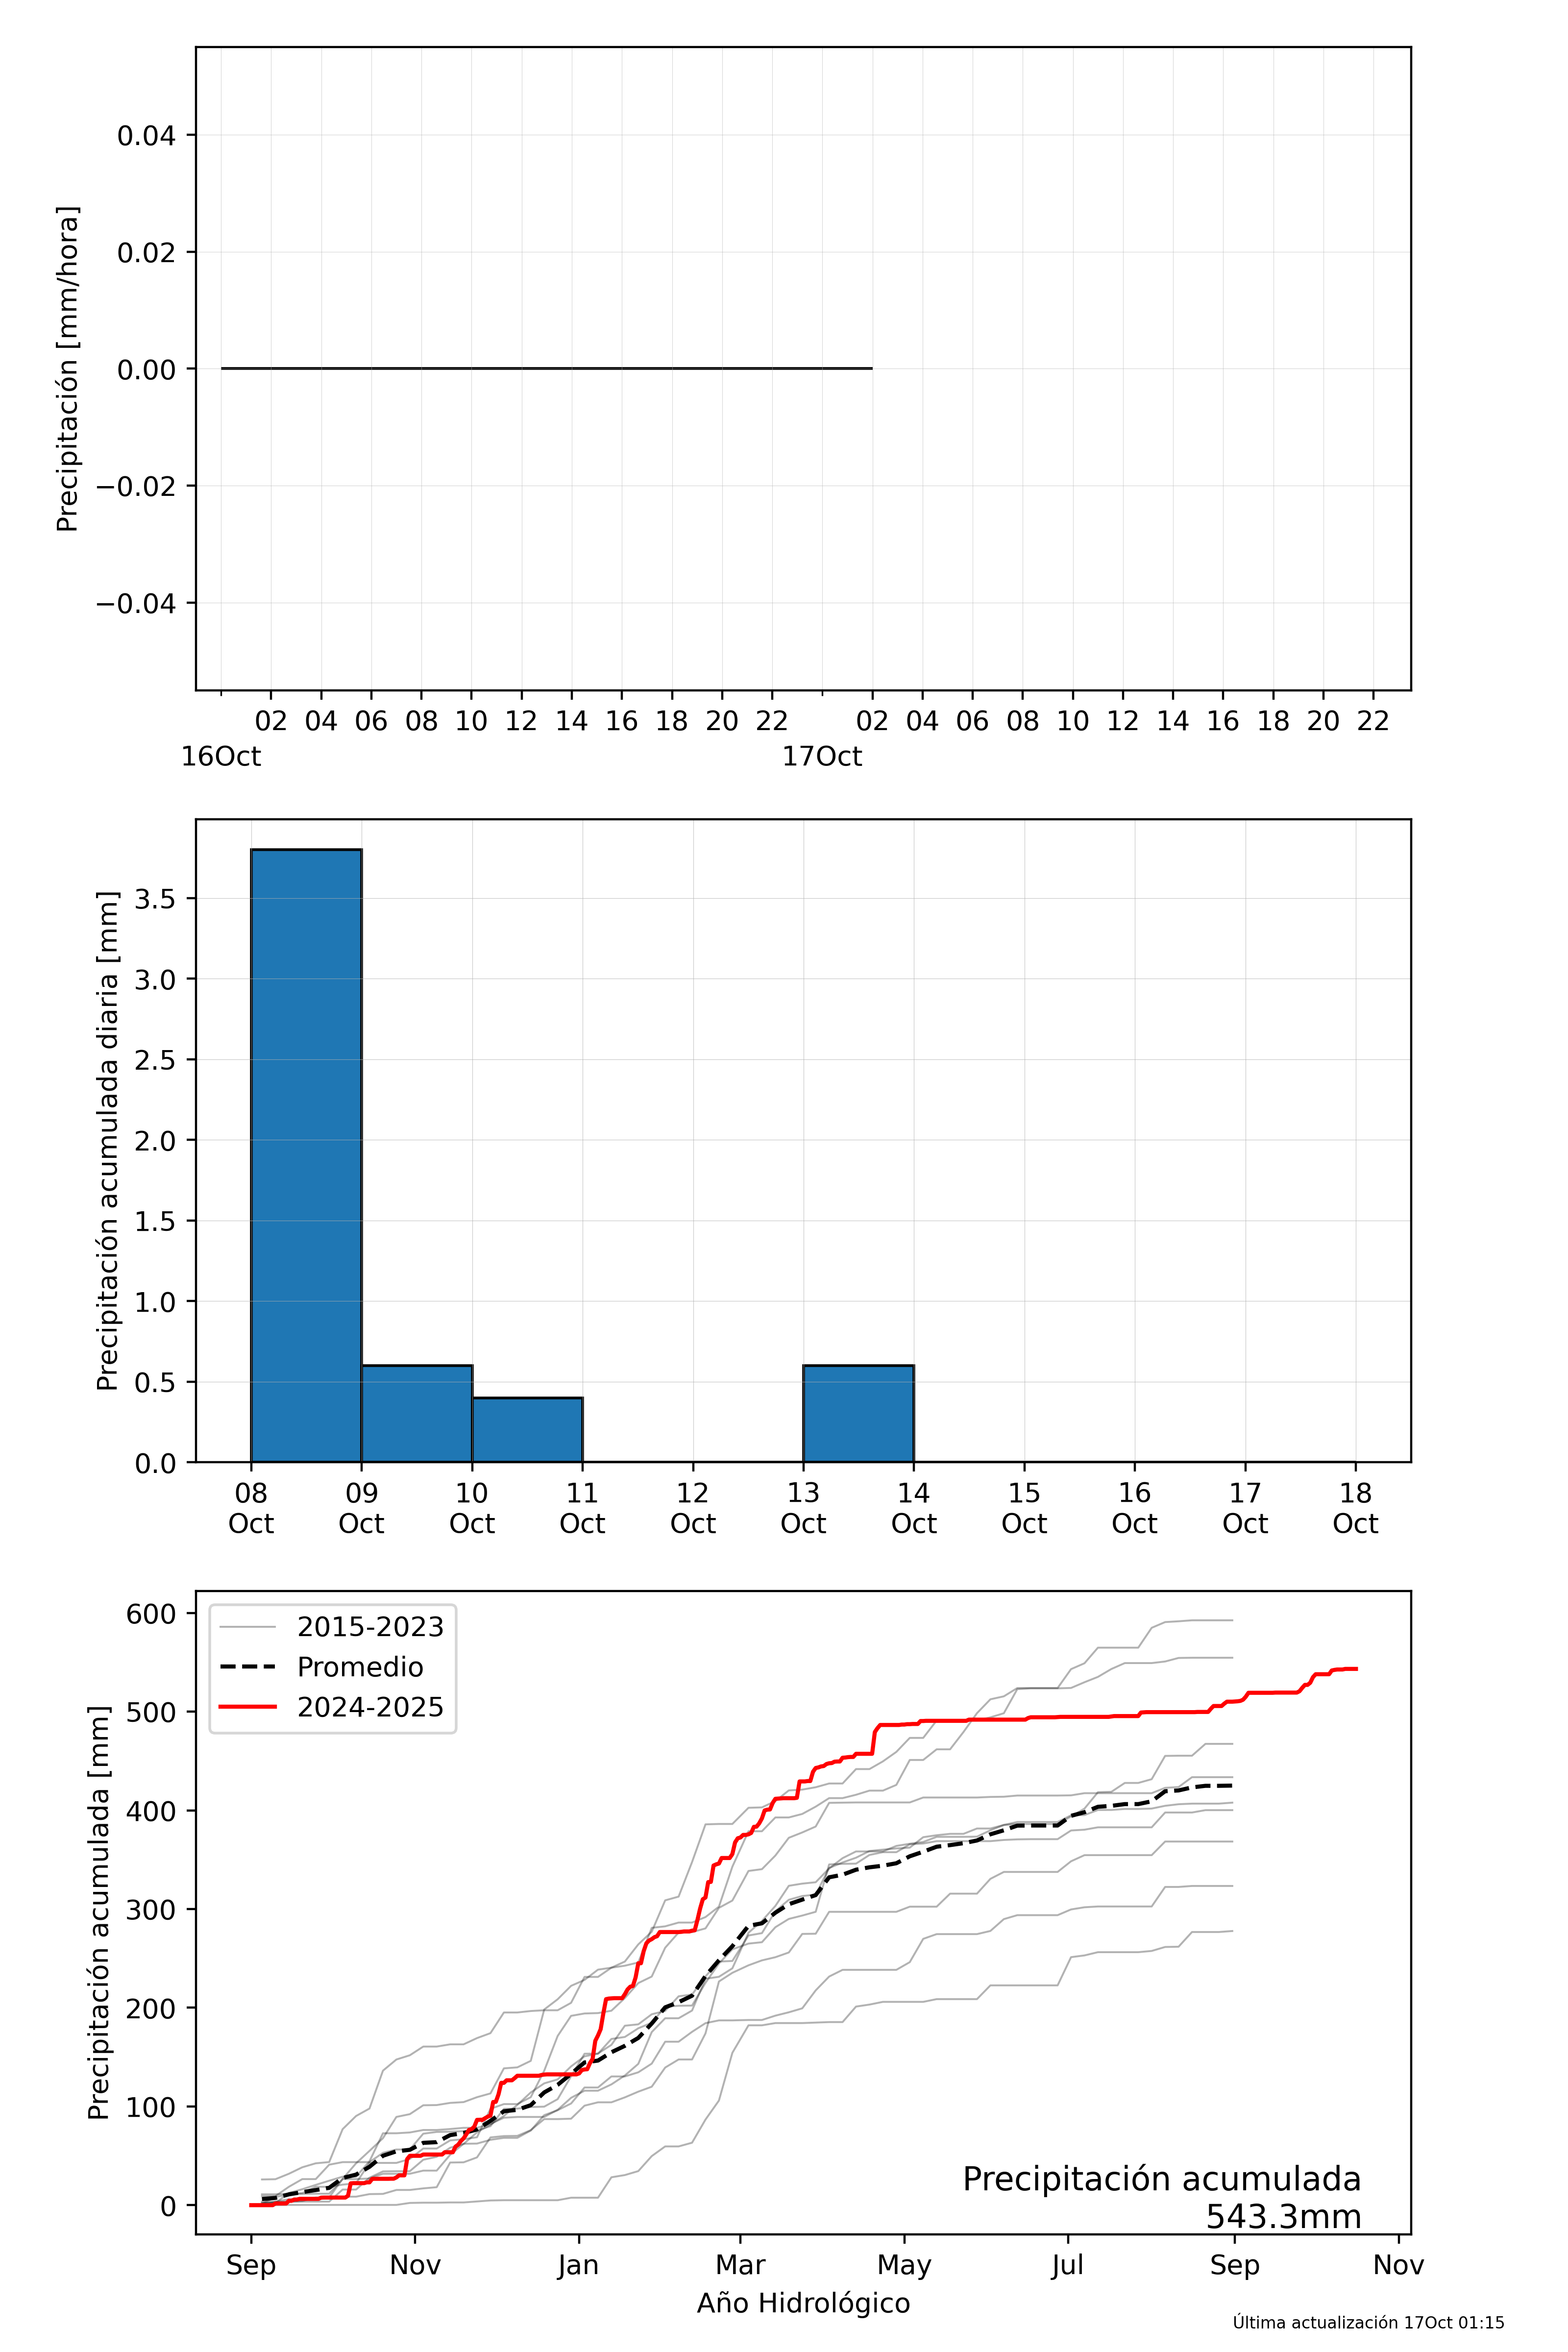 Precipitación [mm/hora]
0.04
0.02
0.00
−0.02
−0.04
02 04 06 08 10 12 14 16 18 20 22 02 04 06 08 10 12 14 16 18 20 22
16Oct 17Oct
Precipitación acumulada diaria [mm]
3.5
3.0
2.5
2.0
1.5
1.0
0.5
0.0
08 09 10 11 12 13 14 15 16 17 18
Oct Oct Oct Oct Oct Oct Oct Oct Oct Oct Oct
Precipitación acumulada [mm]
600
500
400
300
200
100
0
2015-2023
Promedio
2024-2025
Precipitación acumulada
543.3mm
Sep Nov Jan Mar May Jul Sep Nov
Año Hidrológico
Última actualización 17Oct 01:15